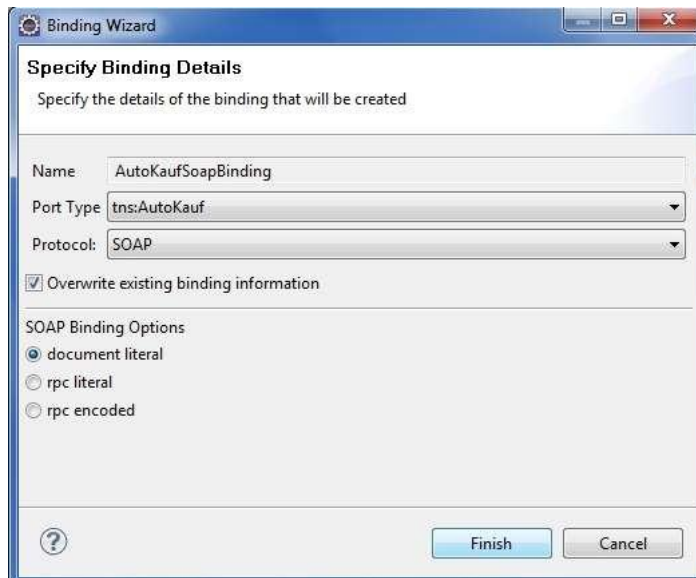 Binding Wizard
Specify Binding Details
Specify the details of the binding that will be created
Name AutoKaufSoapBinding
Port Type tns:AutoKauf
Protocol: SOAP
Overwrite existing binding information
SOAP Binding Options
document literal
rpc literal
rpc encoded
? Finish Cancel